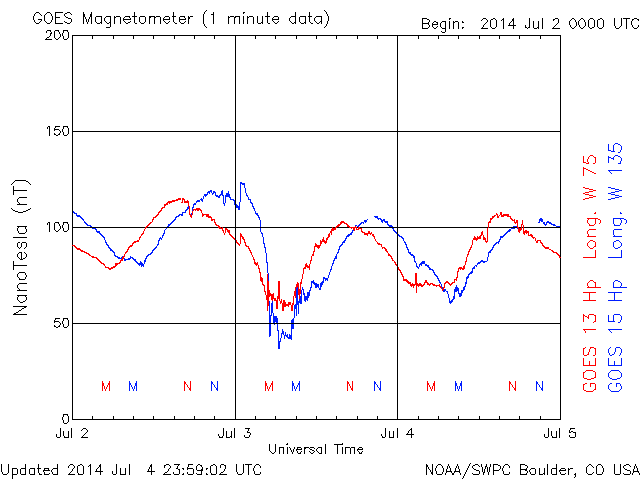 GOES Magnetometer (1 minute data)
Begin: 2014 Jul 2 0000 UTC
200
150
100
50
0
NanoTesla (nT)
M M N N M M N N M M N N
Jul 2 Jul 3 Jul 4 Jul 5
Universal Time
GOES 13 Hp Long. W 75
GOES 15 Hp Long. W 135
Updated 2014 Jul 4 23:59:02 UTC
NOAA/SWPC Boulder, CO USA